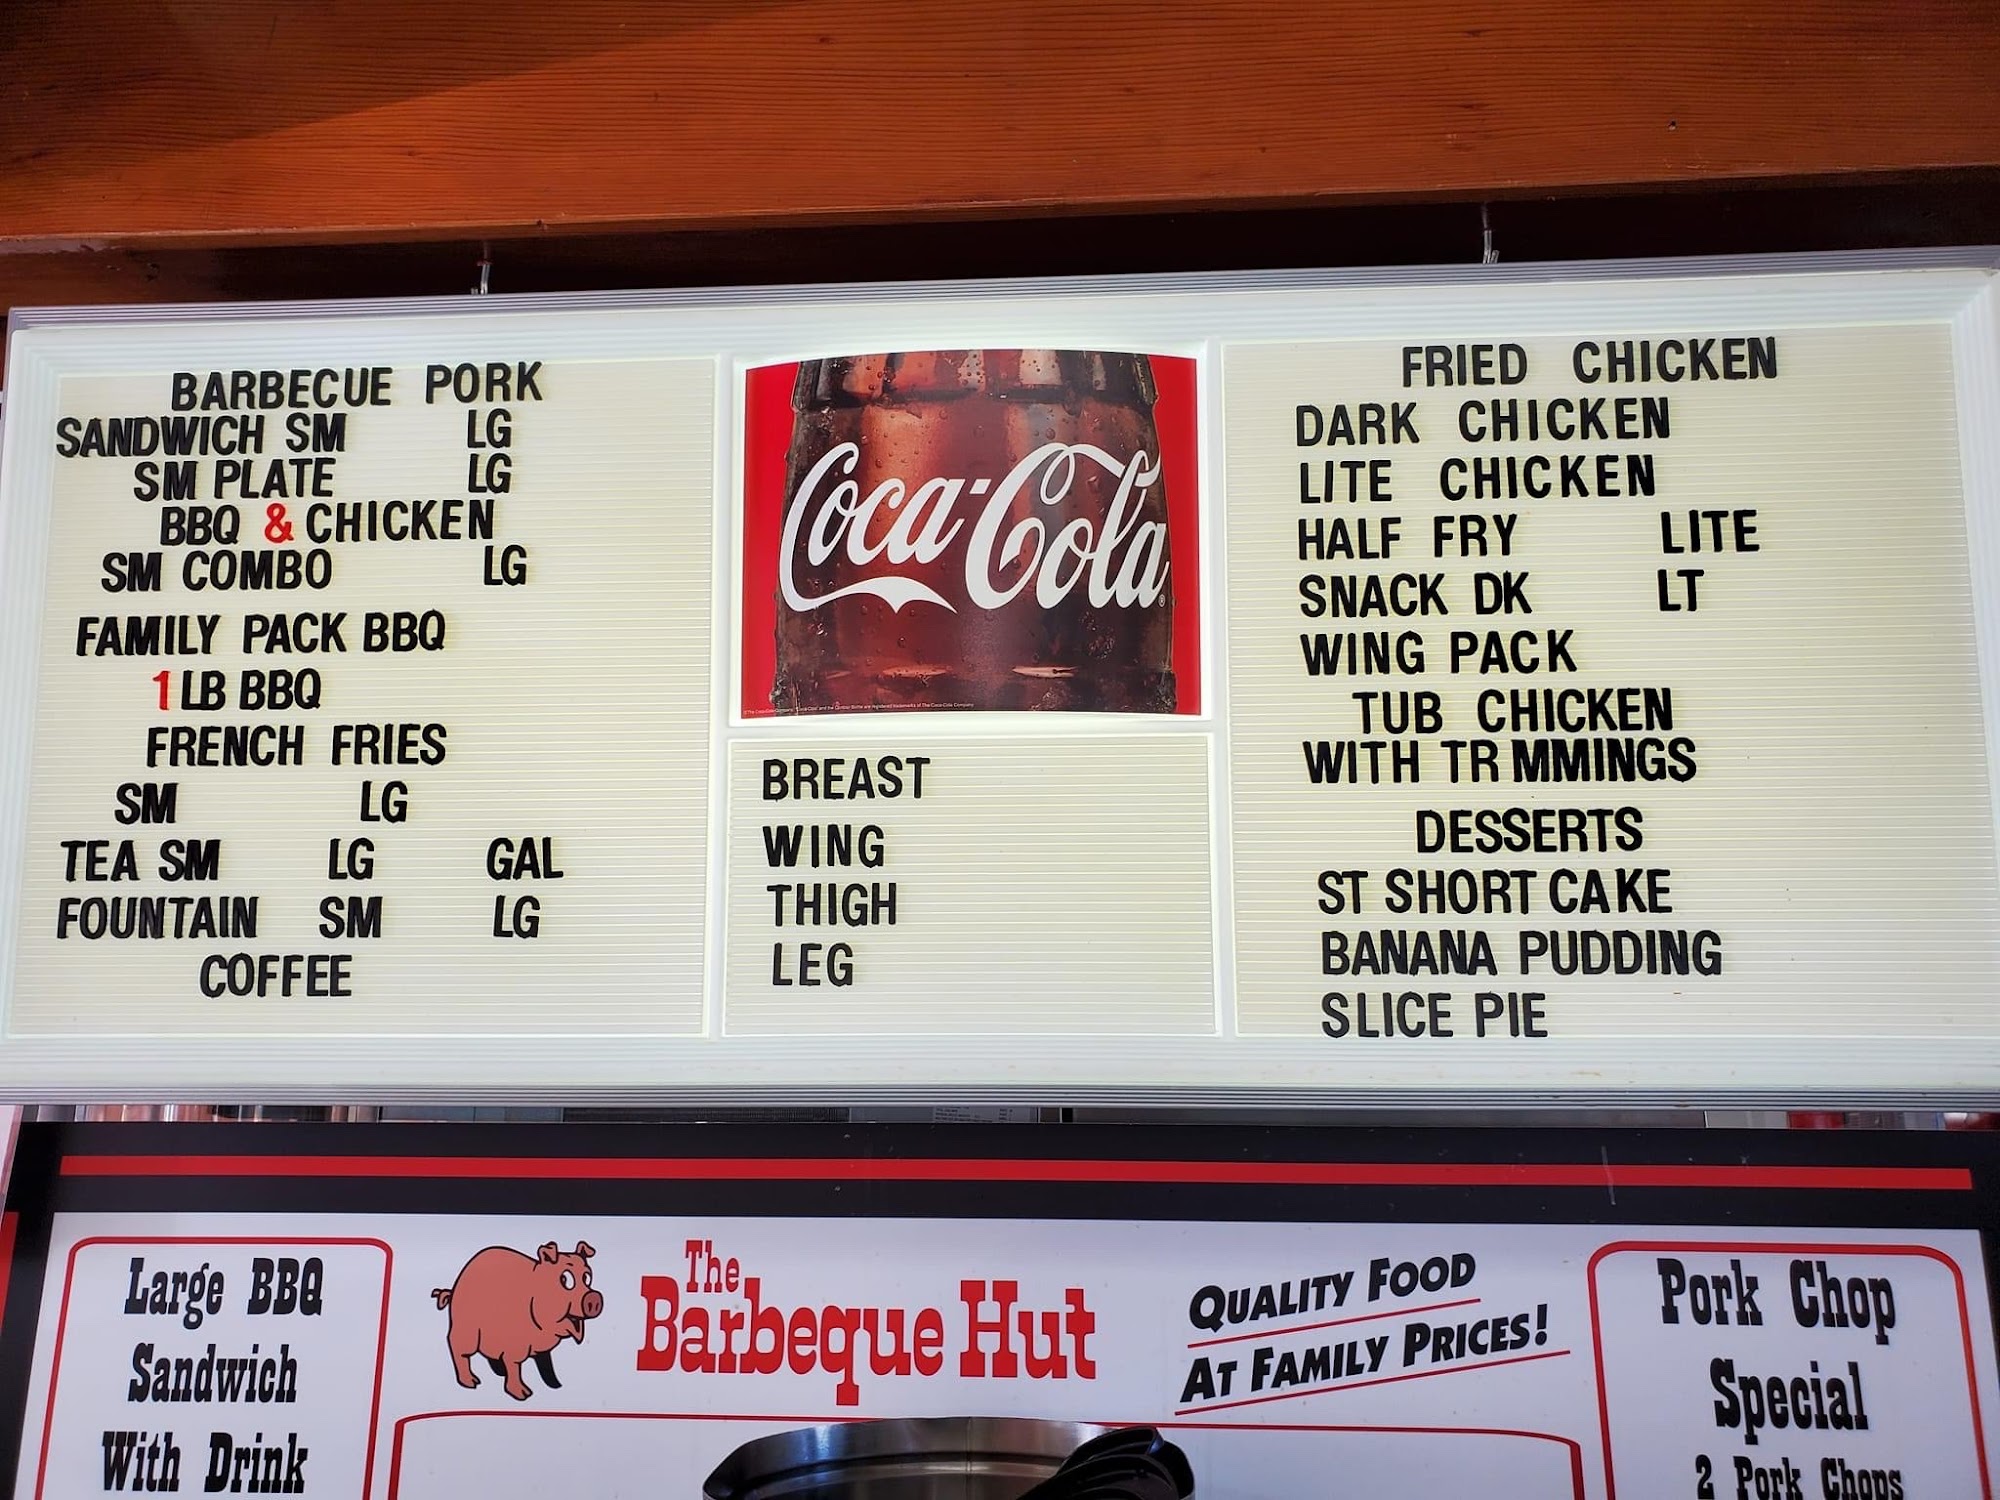 BARBECUE PORK
SANDWICH SM LG
SM PLATE LG
BBQ & CHICKEN
SM COMBO LG
FAMILY PACK BBQ
1 LB BBQ
FRENCH FRIES
SM LG
TEA SM LG GAL
FOUNTAIN SM LG
COFFEE
Coca-Cola
BREAST
WING
THIGH
LEG
FRIED CHICKEN
DARK CHICKEN
LITE CHICKEN
HALF FRY LITE
SNACK DK LT
WING PACK
TUB CHICKEN
WITH TR MMINGS
DESSERTS
ST SHORT CAKE
BANANA PUDDING
SLICE PIE
Large BBQ
Sandwich
With Drink
The
Barbeque Hut
QUALITY FOOD
AT FAMILY PRICES!
Pork Chop
Special
2 Pork Chops